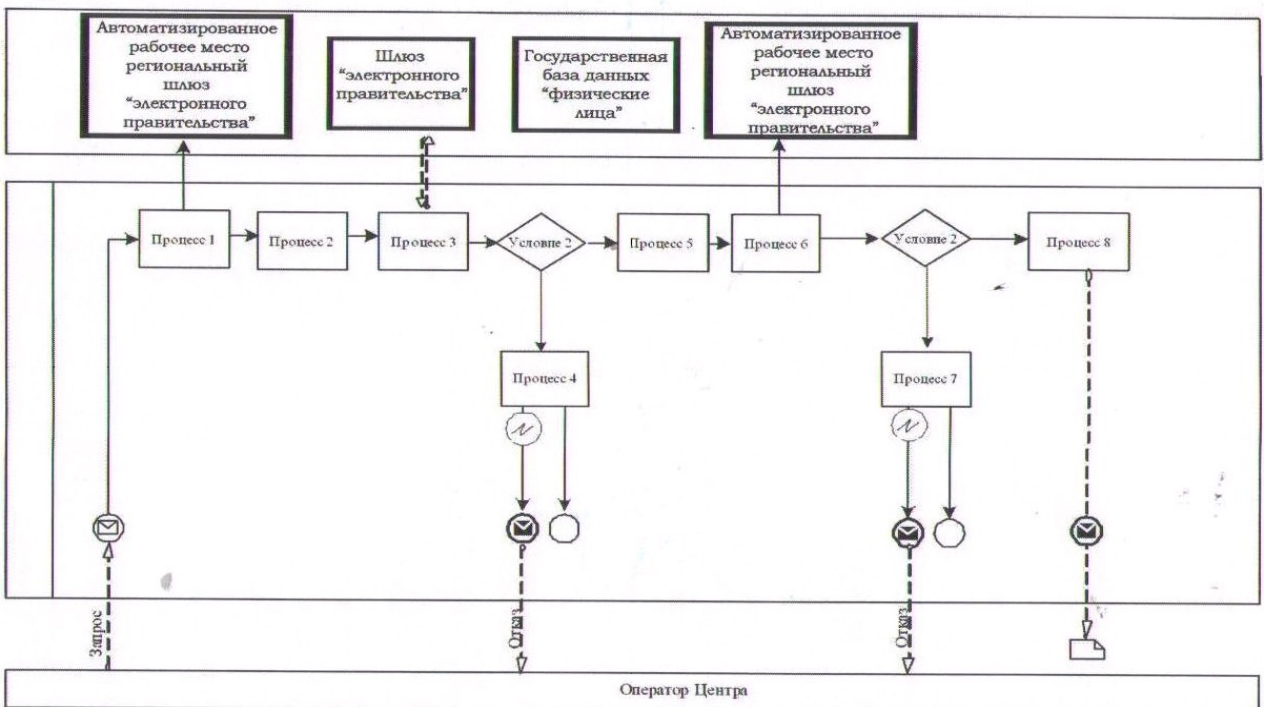 Автоматизированное
рабочее место
региональный
шлюз
“электронного
правительства”
Шлюз
“электронного
правительства”
Государственная
база данных
“физические
лица”
Автоматизированное
рабочее место
региональный
шлюз
“электронного
правительства”
Процесс 1
Процесс 2
Процесс 3
Условие 2
Процесс 5
Процесс 6
Условие 2
Процесс 8
Процесс 4
Процесс 7
Запрос
Отказ
Отказ
Оператор Центра